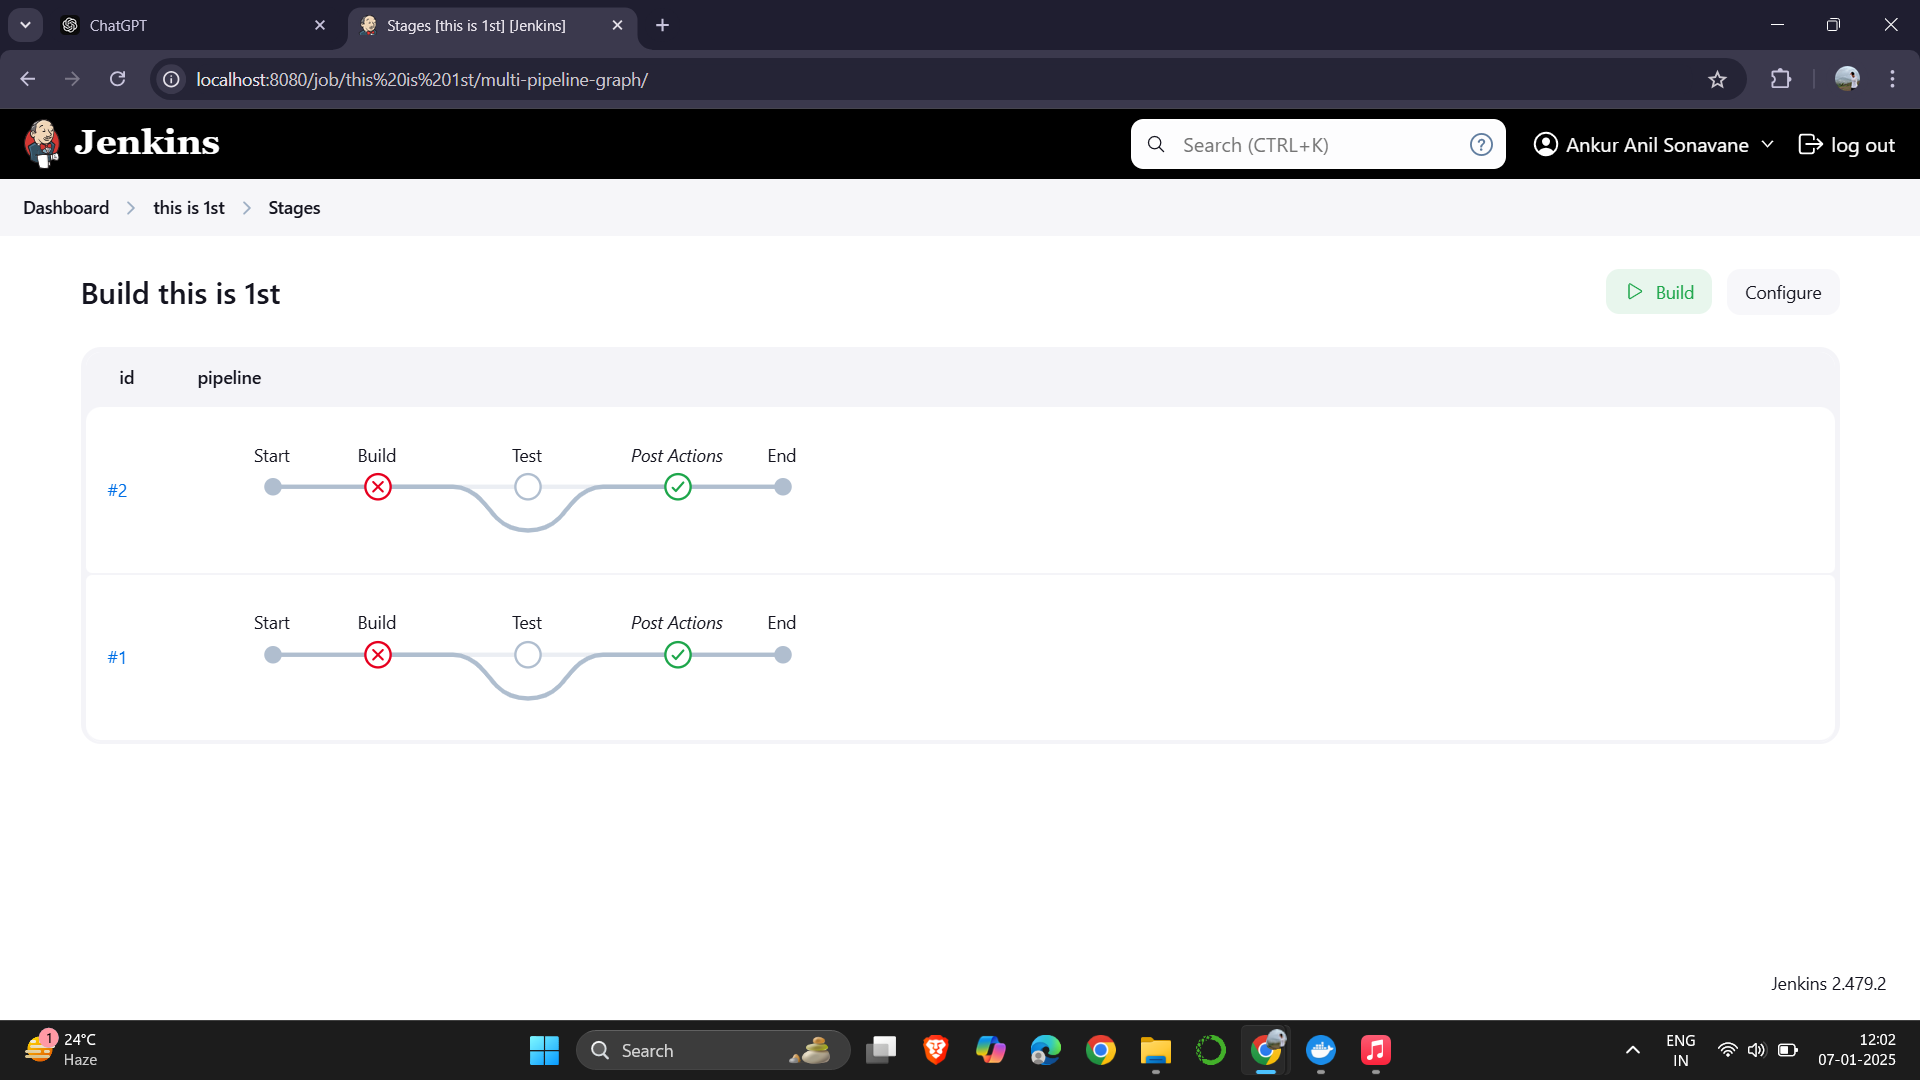 ChatGPT
Stages [this is 1st] [Jenkins]
localhost:8080/job/this%20is%201st/multi-pipeline-graph/
Jenkins
Search (CTRL+K)
?
Ankur Anil Sonavane
log out
Dashboard
this is 1st
Stages
Build this is 1st
Build
Configure
id
pipeline
Start
Build
Test
Post Actions
End
#2
Start
Build
Test
Post Actions
End
#1
Jenkins 2.479.2
1
24°C
Haze
Search
ENG
IN
12:02
07-01-2025